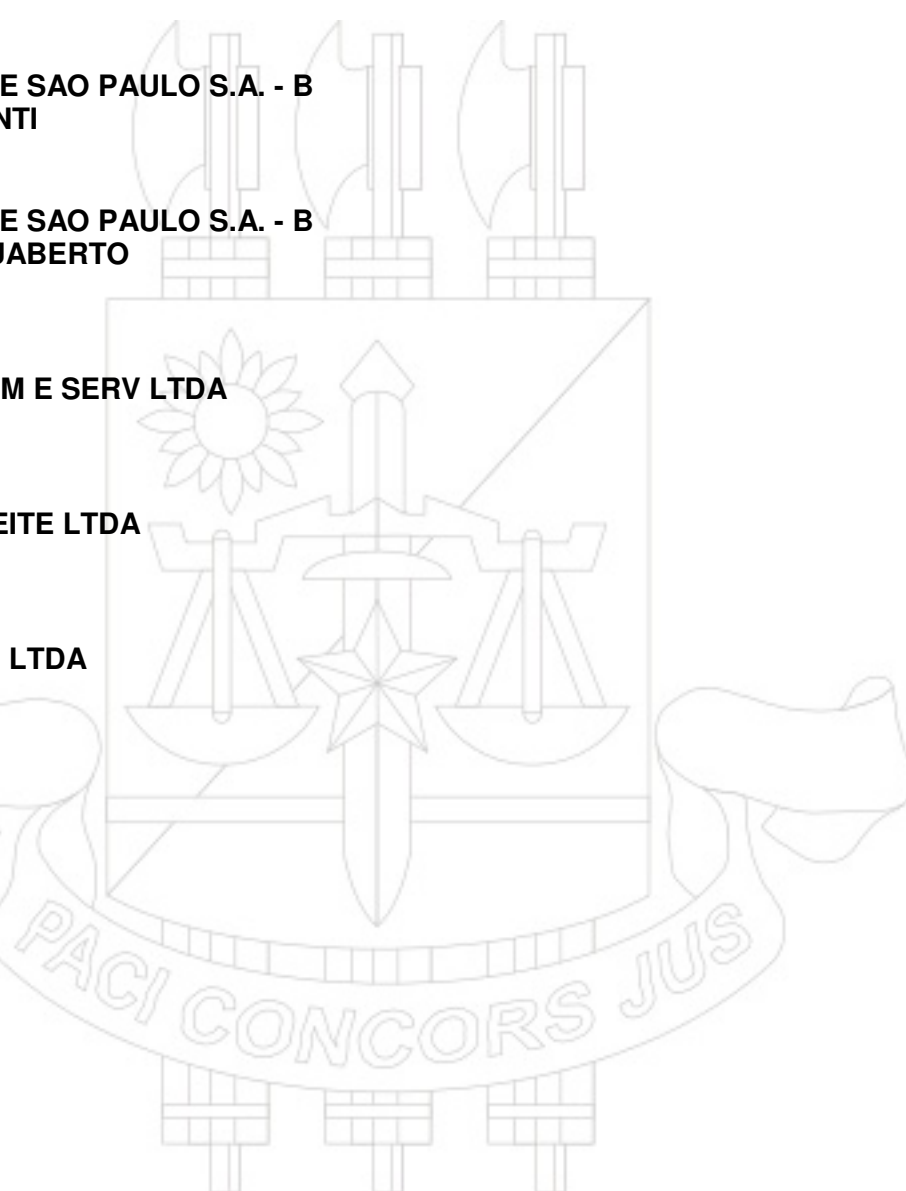 E SAO PAULO S.A. - B
NTI
E SAO PAULO S.A. - B
JABERTO
M E SERV LTDA
EITE LTDA
LTDA
PACI CONCORS JUS